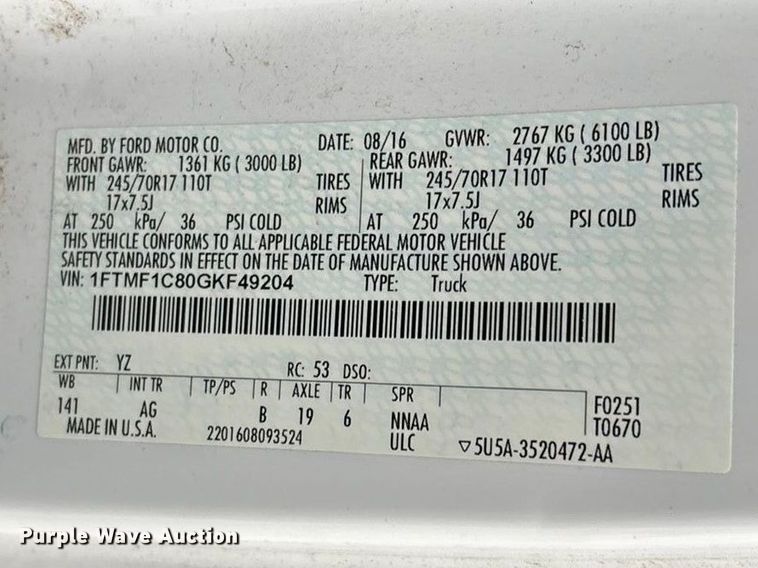 MFD. BY FORD MOTOR CO. DATE: 08/16 GVWR: 2767 KG ( 6100 LB)
FRONT GAWR: 1361 KG ( 3000 LB) REAR GAWR: 1497 KG ( 3300 LB)
WITH 245/70R17 110T TIRES WITH 245/70R17 110T TIRES
17x7.5J RIMS 17x7.5J RIMS
AT 250 kPa/ 36 PSI COLD AT 250 kPa/ 36 PSI COLD
THIS VEHICLE CONFORMS TO ALL APPLICABLE FEDERAL MOTOR VEHICLE
SAFETY STANDARDS IN EFFECT ON THE DATE OF MANUFACTURE SHOWN ABOVE.
VIN: 1FTMF1C80GKF49204 TYPE: Truck
EXT PNT: YZ RC: 53 DSO:
WB INT TR TP/PS R AXLE TR SPR
141 AG B 19 6 NNAA F0251
MADE IN U.S.A. 2201608093524 ULC T0670
▽5U5A-3520472-AA
Purple Wave Auction